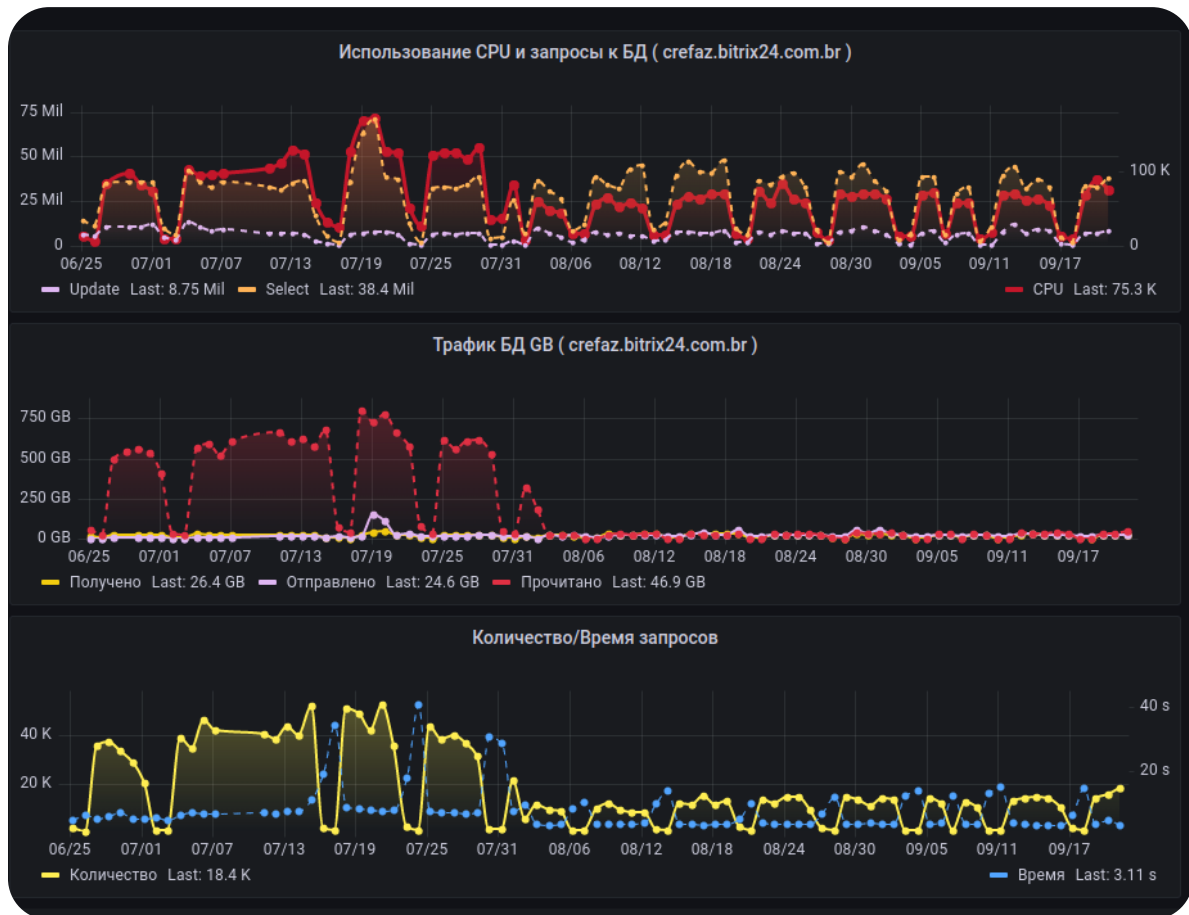 Использование CPU и запросы к БД ( crefaz.bitrix24.com.br )
75 Mil
50 Mil
100 K
25 Mil
0 0
06/25 07/01 07/07 07/13 07/19 07/25 07/31 08/06 08/12 08/18 08/24 08/30 09/05 09/11 09/17
Update Last: 8.75 Mil Select Last: 38.4 Mil CPU Last: 75.3 K
Трафик БД GB ( crefaz.bitrix24.com.br )
750 GB
500 GB
250 GB
0 GB
06/25 07/01 07/07 07/13 07/19 07/25 07/31 08/06 08/12 08/18 08/24 08/30 09/05 09/11 09/17
Получено Last: 26.4 GB Отправлено Last: 24.6 GB Прочитано Last: 46.9 GB
Количество/Время запросов
40 s
40 K
20 s
20 K
06/25 07/01 07/07 07/13 07/19 07/25 07/31 08/06 08/12 08/18 08/24 08/30 09/05 09/11 09/17
Количество Last: 18.4 K Время Last: 3.11 s